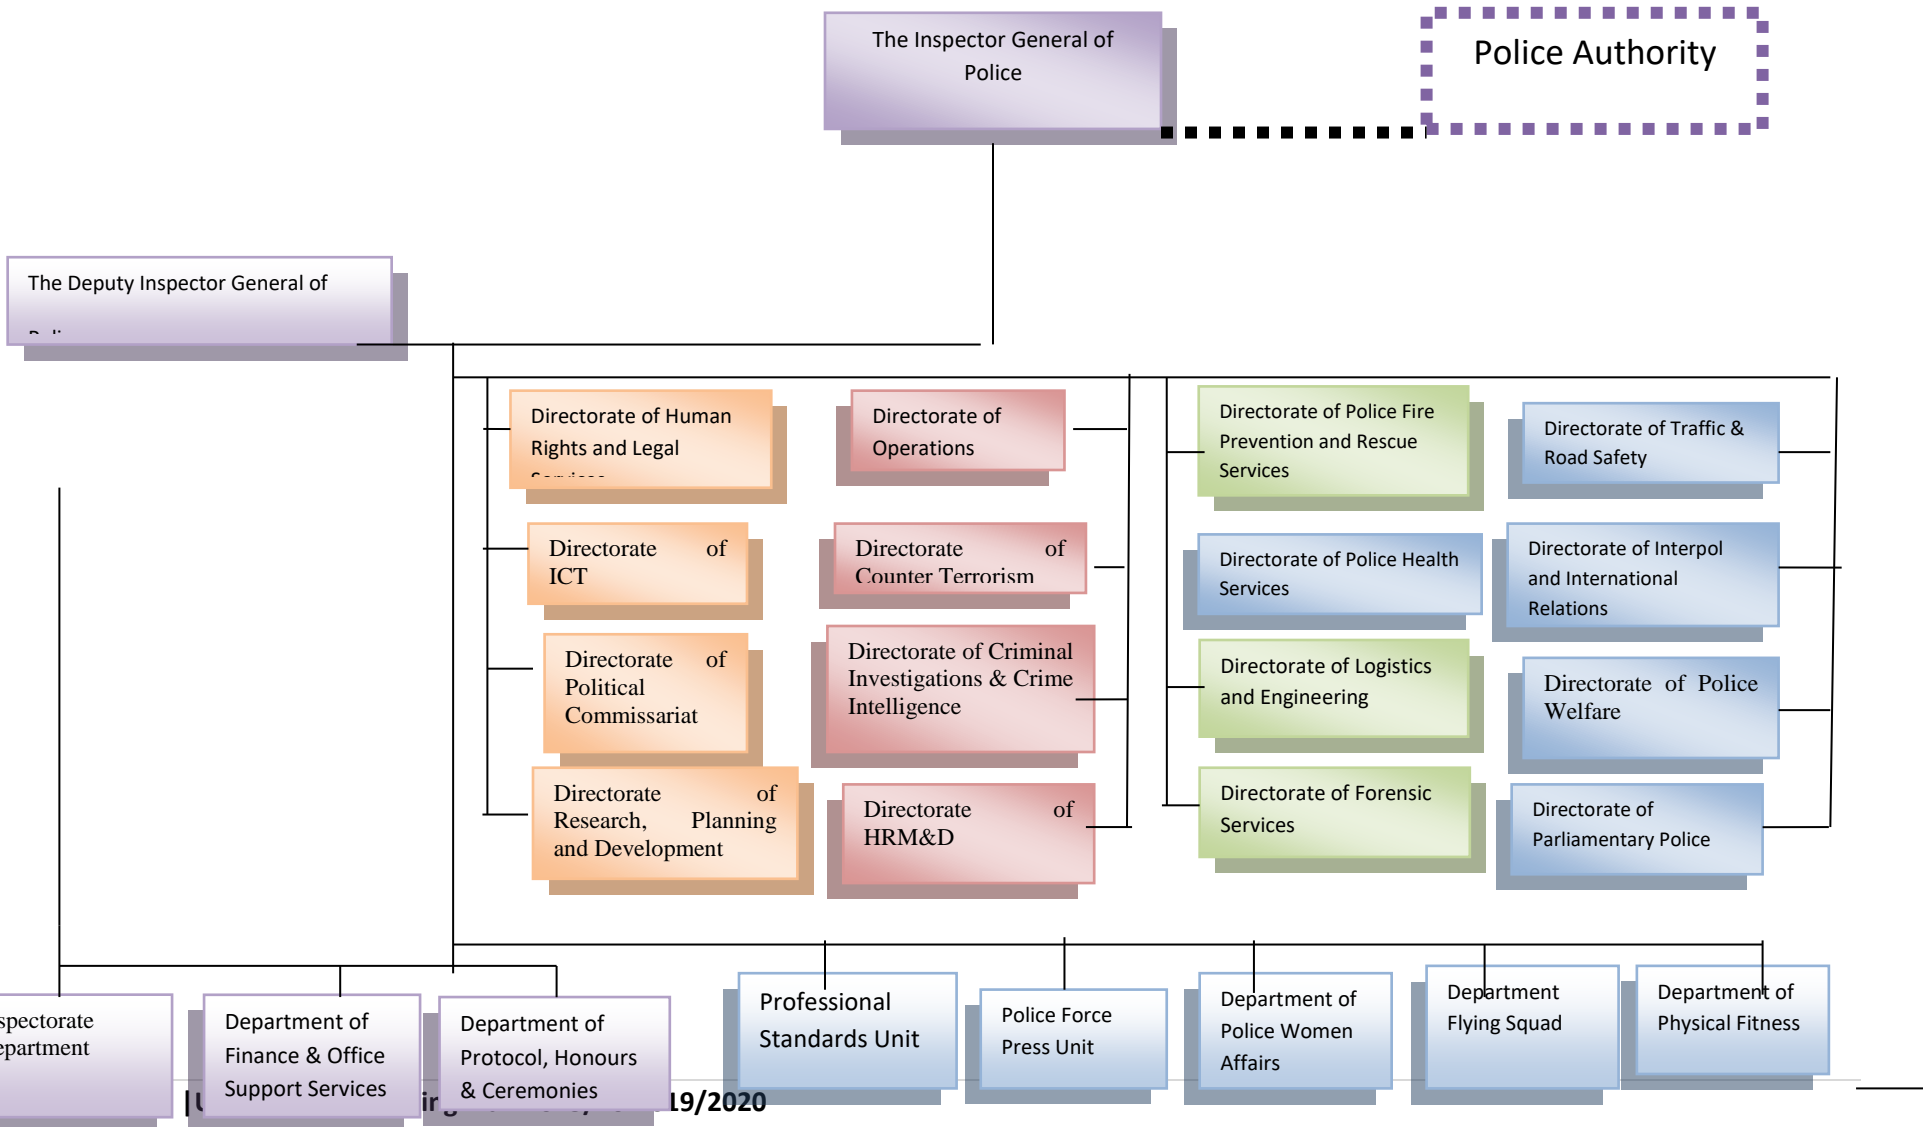 The Inspector General of
Police
Police Authority
The Deputy Inspector General of
Directorate of Human
Rights and Legal
Services
Directorate of
Operations
Directorate of Police Fire
Prevention and Rescue
Services
Directorate of Traffic &
Road Safety
Directorate of
ICT
Directorate of
Counter Terrorism
Directorate of Police Health
Services
Directorate of Interpol
and International
Relations
Directorate of
Political
Commissariat
Directorate of Criminal
Investigations & Crime
Intelligence
Directorate of Logistics
and Engineering
Directorate of Police
Welfare
Directorate of
Research, Planning
and Development
Directorate of
HRM&D
Directorate of Forensic
Services
Directorate of
Parliamentary Police
spectorate
epartment
Department of
Finance & Office
Support Services
Department of
Protocol, Honours
& Ceremonies
Professional
Standards Unit
Police Force
Press Unit
Department of
Police Women
Affairs
Department
Flying Squad
Department of
Physical Fitness
19/2020